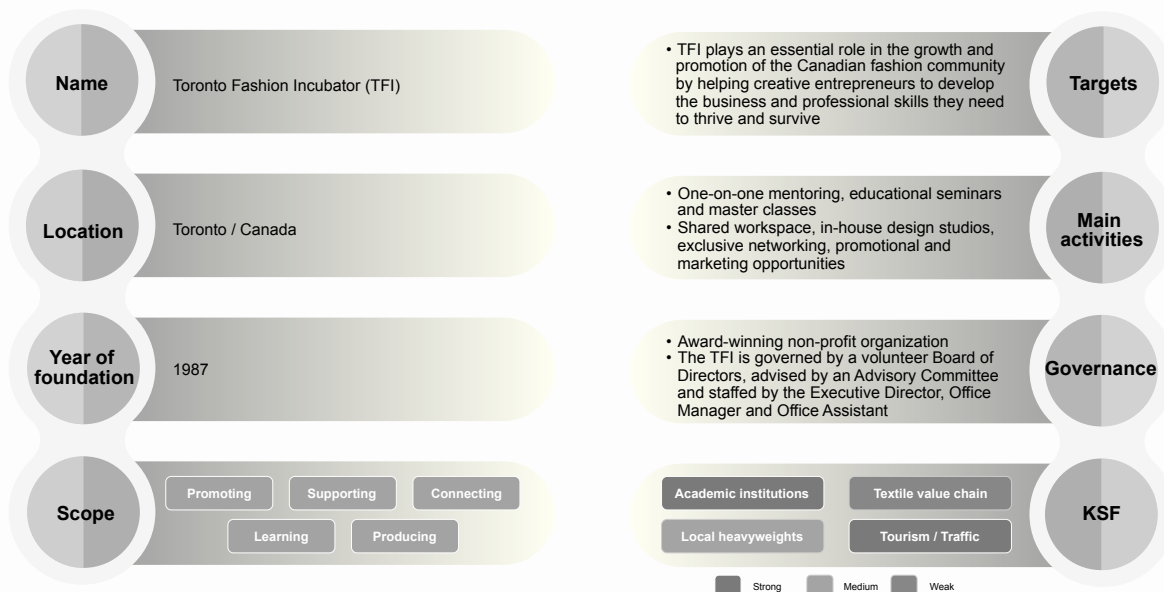 Name
Toronto Fashion Incubator (TFI)
Location
Toronto / Canada
Year of
foundation
1987
Scope
Promoting
Supporting
Connecting
Learning
Producing
• TFI plays an essential role in the growth and
promotion of the Canadian fashion community
by helping creative entrepreneurs to develop
the business and professional skills they need
to thrive and survive
Targets
• One-on-one mentoring, educational seminars
and master classes
• Shared workspace, in-house design studios,
exclusive networking, promotional and
marketing opportunities
Main
activities
• Award-winning non-profit organization
• The TFI is governed by a volunteer Board of
Directors, advised by an Advisory Committee
and staffed by the Executive Director, Office
Manager and Office Assistant
Governance
Academic institutions
Textile value chain
Local heavyweights
Tourism / Traffic
KSF
Strong
Medium
Weak